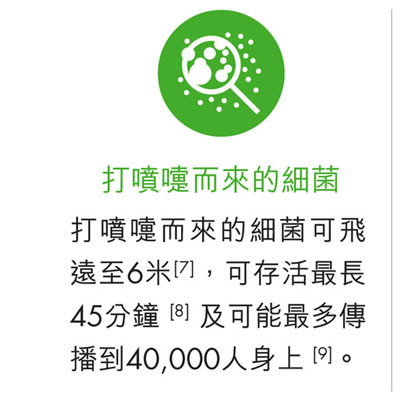 打噴嚏而來的細菌
打噴嚏而來的細菌可飛
遠至6米[7]，可存活最長
45分鐘 [8] 及可能最多傳
播到40,000人身上 [9]。